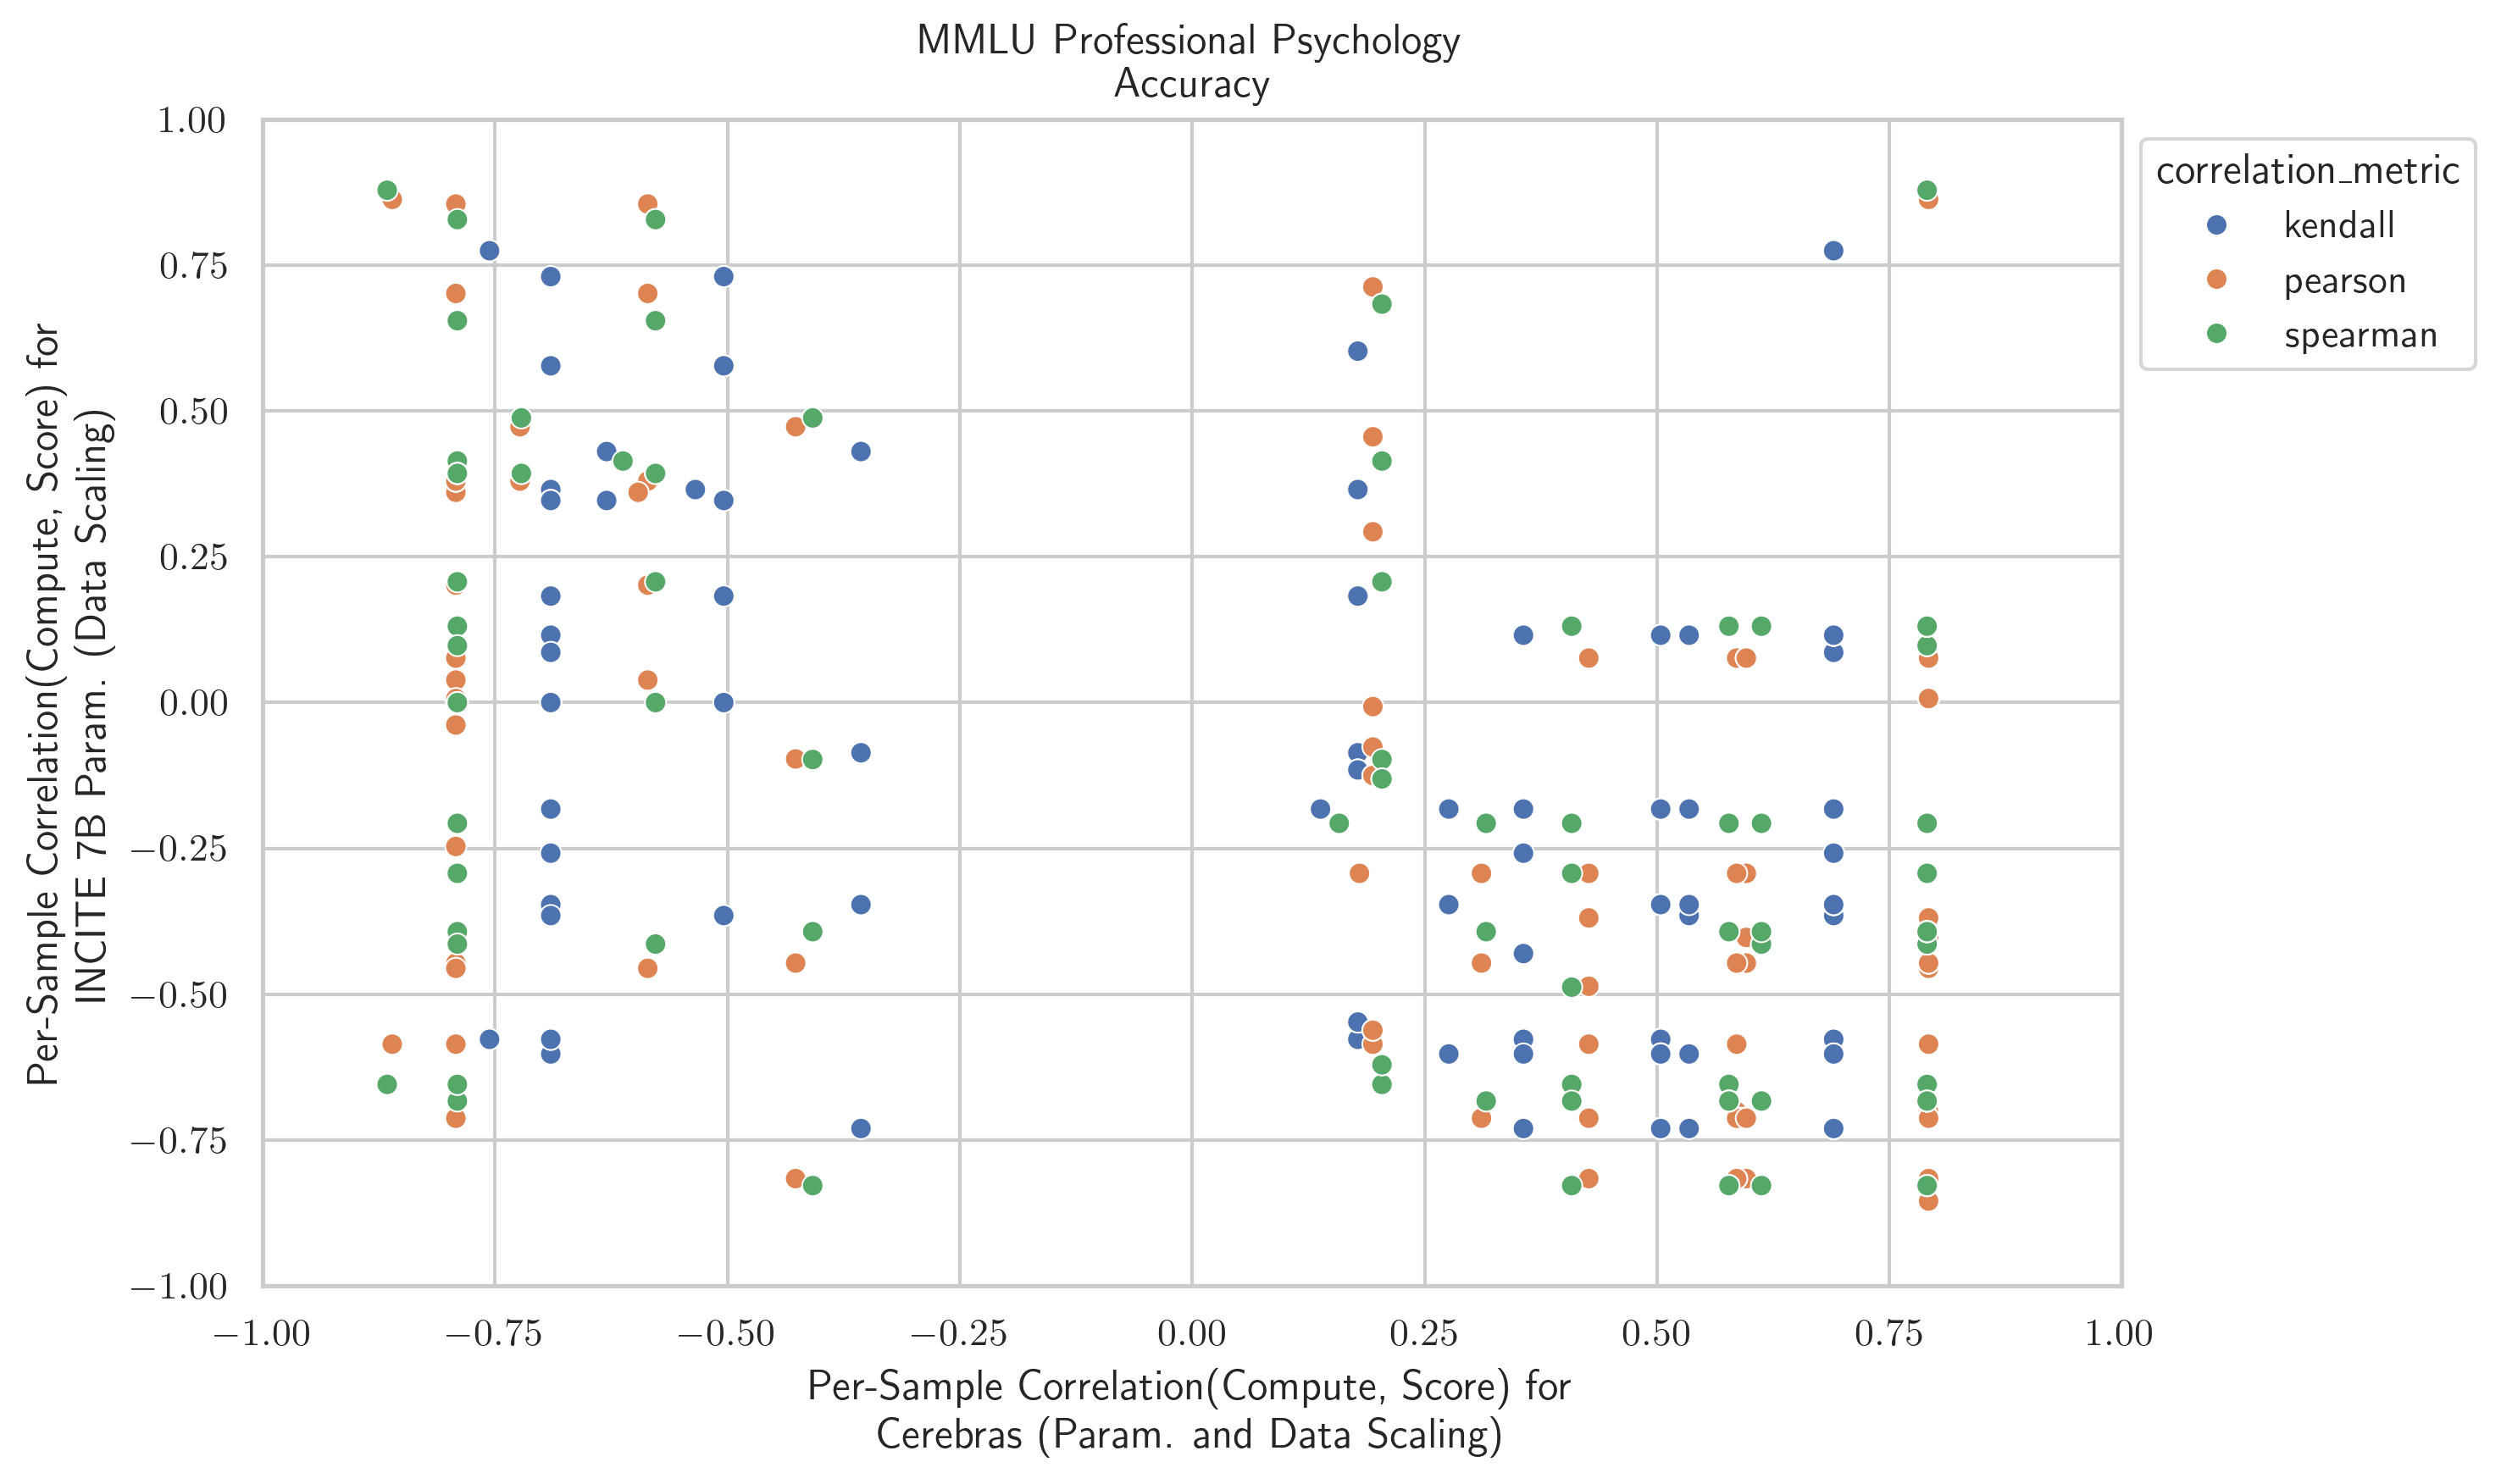 MMLU Professional Psychology
Accuracy
1.00
0.75
0.50
0.25
0.00
−0.25
−0.50
−0.75
−1.00
Per-Sample Correlation(Compute, Score) for
INCITE 7B Param. (Data Scaling)
−1.00 −0.75 −0.50 −0.25 0.00 0.25 0.50 0.75 1.00
Per-Sample Correlation(Compute, Score) for
Cerebras (Param. and Data Scaling)
correlation_metric
kendall
pearson
spearman